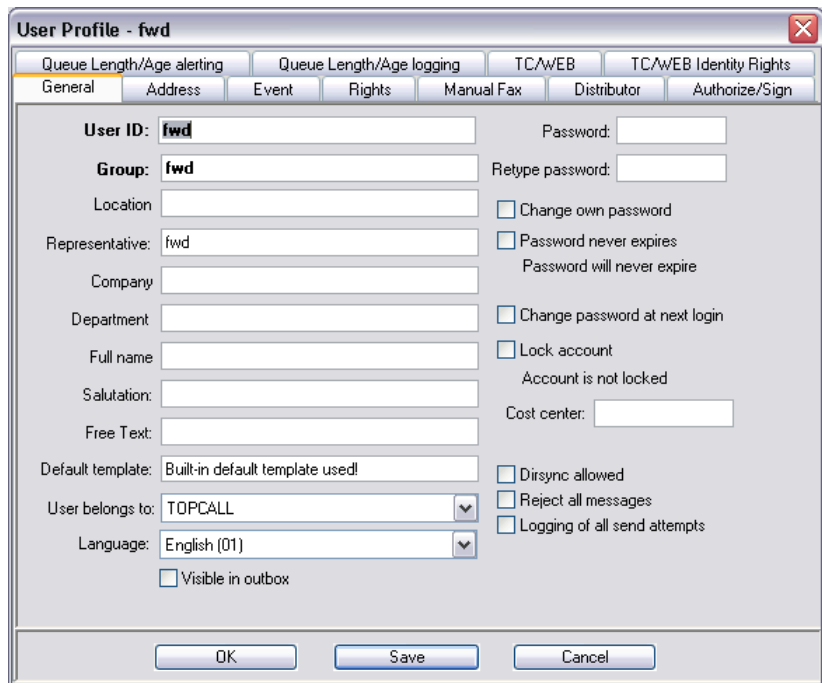 User Profile - fwd
Queue Length/Age alerting Queue Length/Age logging TC/WEB TC/WEB Identity Rights
General Address Event Rights Manual Fax Distributor Authorize/Sign
User ID: fwd Password:
Group: fwd Retype password:
Location Change own password
Representative: fwd Password never expires
Password will never expire
Company
Department Change password at next login
Full name Lock account
Account is not locked
Salutation:
Cost center:
Free Text:
Default template: Built-in default template used! Dirsync allowed
User belongs to: TOPCALL Reject all messages
Logging of all send attempts
Language: English (01)
Visible in outbox
OK Save Cancel